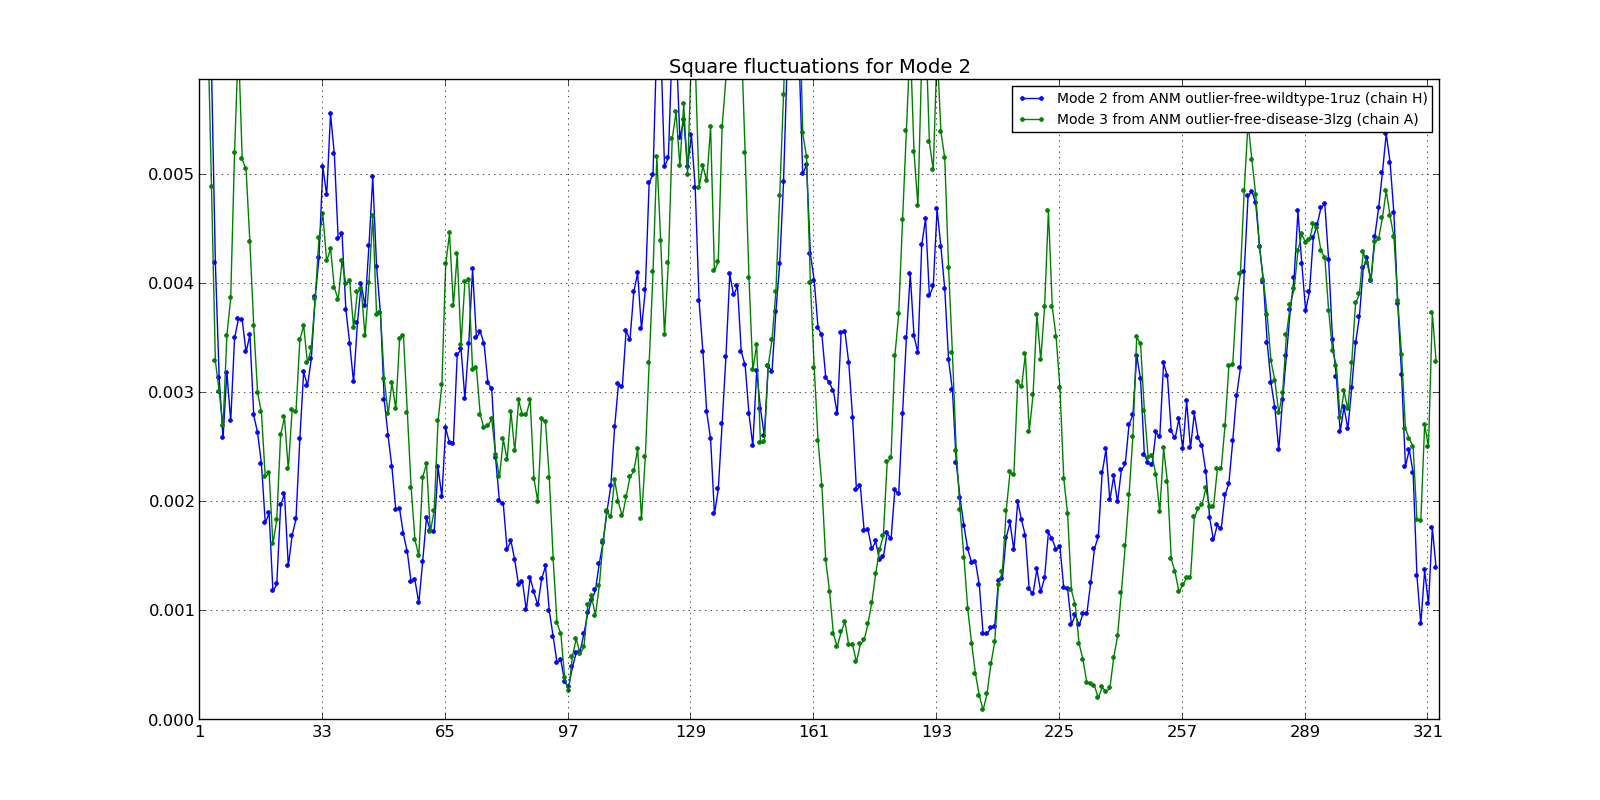 Square fluctuations for Mode 2
Mode 2 from ANM outlier-free-wildtype-1ruz (chain H)
Mode 3 from ANM outlier-free-disease-3lzg (chain A)
0.005
0.004
0.003
0.002
0.001
0.000
1 33 65 97 129 161 193 225 257 289 321